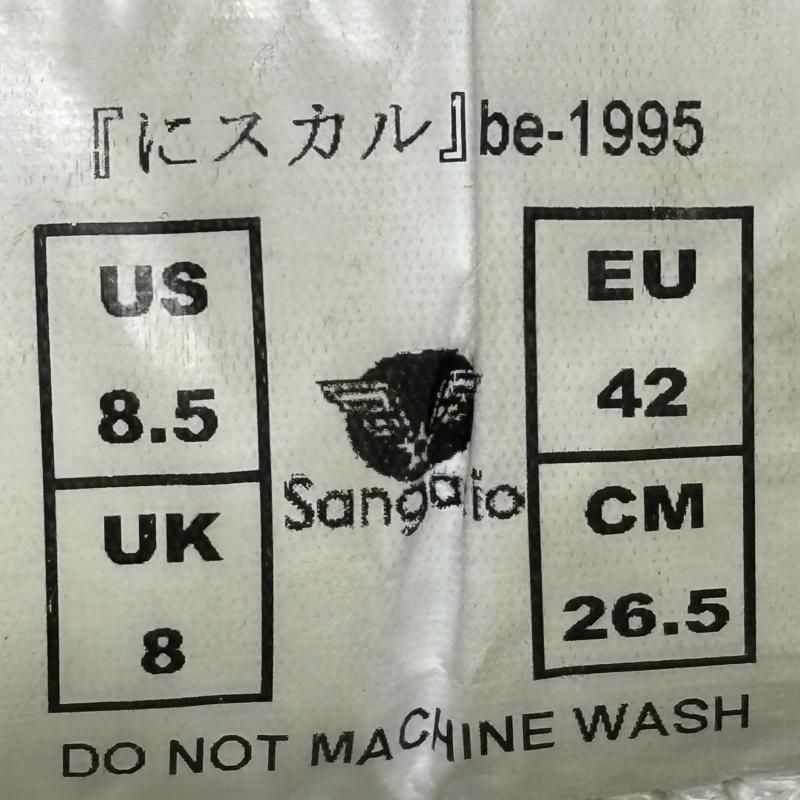 『にスカル』be-1995
US
8.5
UK
8
Sangaio
EU
42
CM
26.5
DO NOT MACHINE WASH